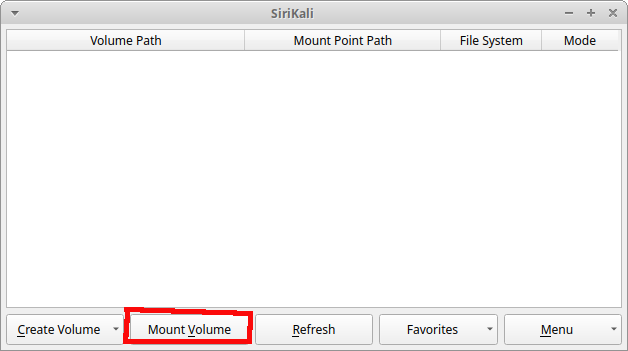 SiriKali
Volume Path Mount Point Path File System Mode
Create Volume Mount Volume Refresh Favorites Menu